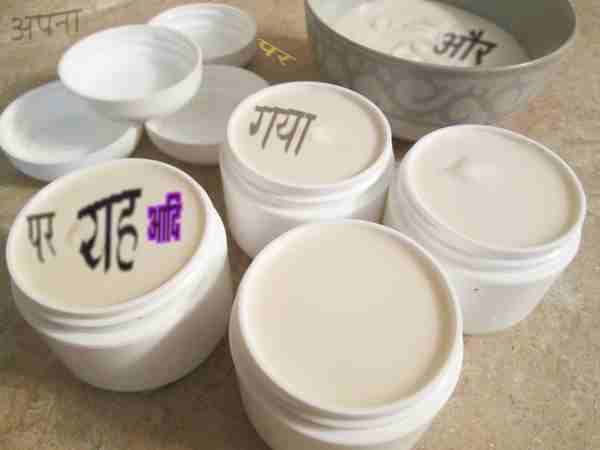 अपना
और
पर
गया
पर राह आदि